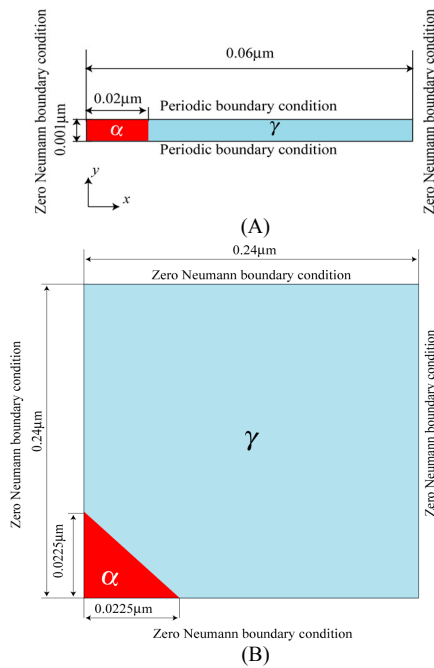 Zero Neumann boundary condition
0.06μm
0.02μm
Periodic boundary condition
0.001μm
α
γ
Periodic boundary condition
Zero Neumann boundary condition
y
x
(A)
0.24μm
Zero Neumann boundary condition
Zero Neumann boundary condition
0.24μm
γ
Zero Neumann boundary condition
0.0225μm
α
0.0225μm
Zero Neumann boundary condition
(B)